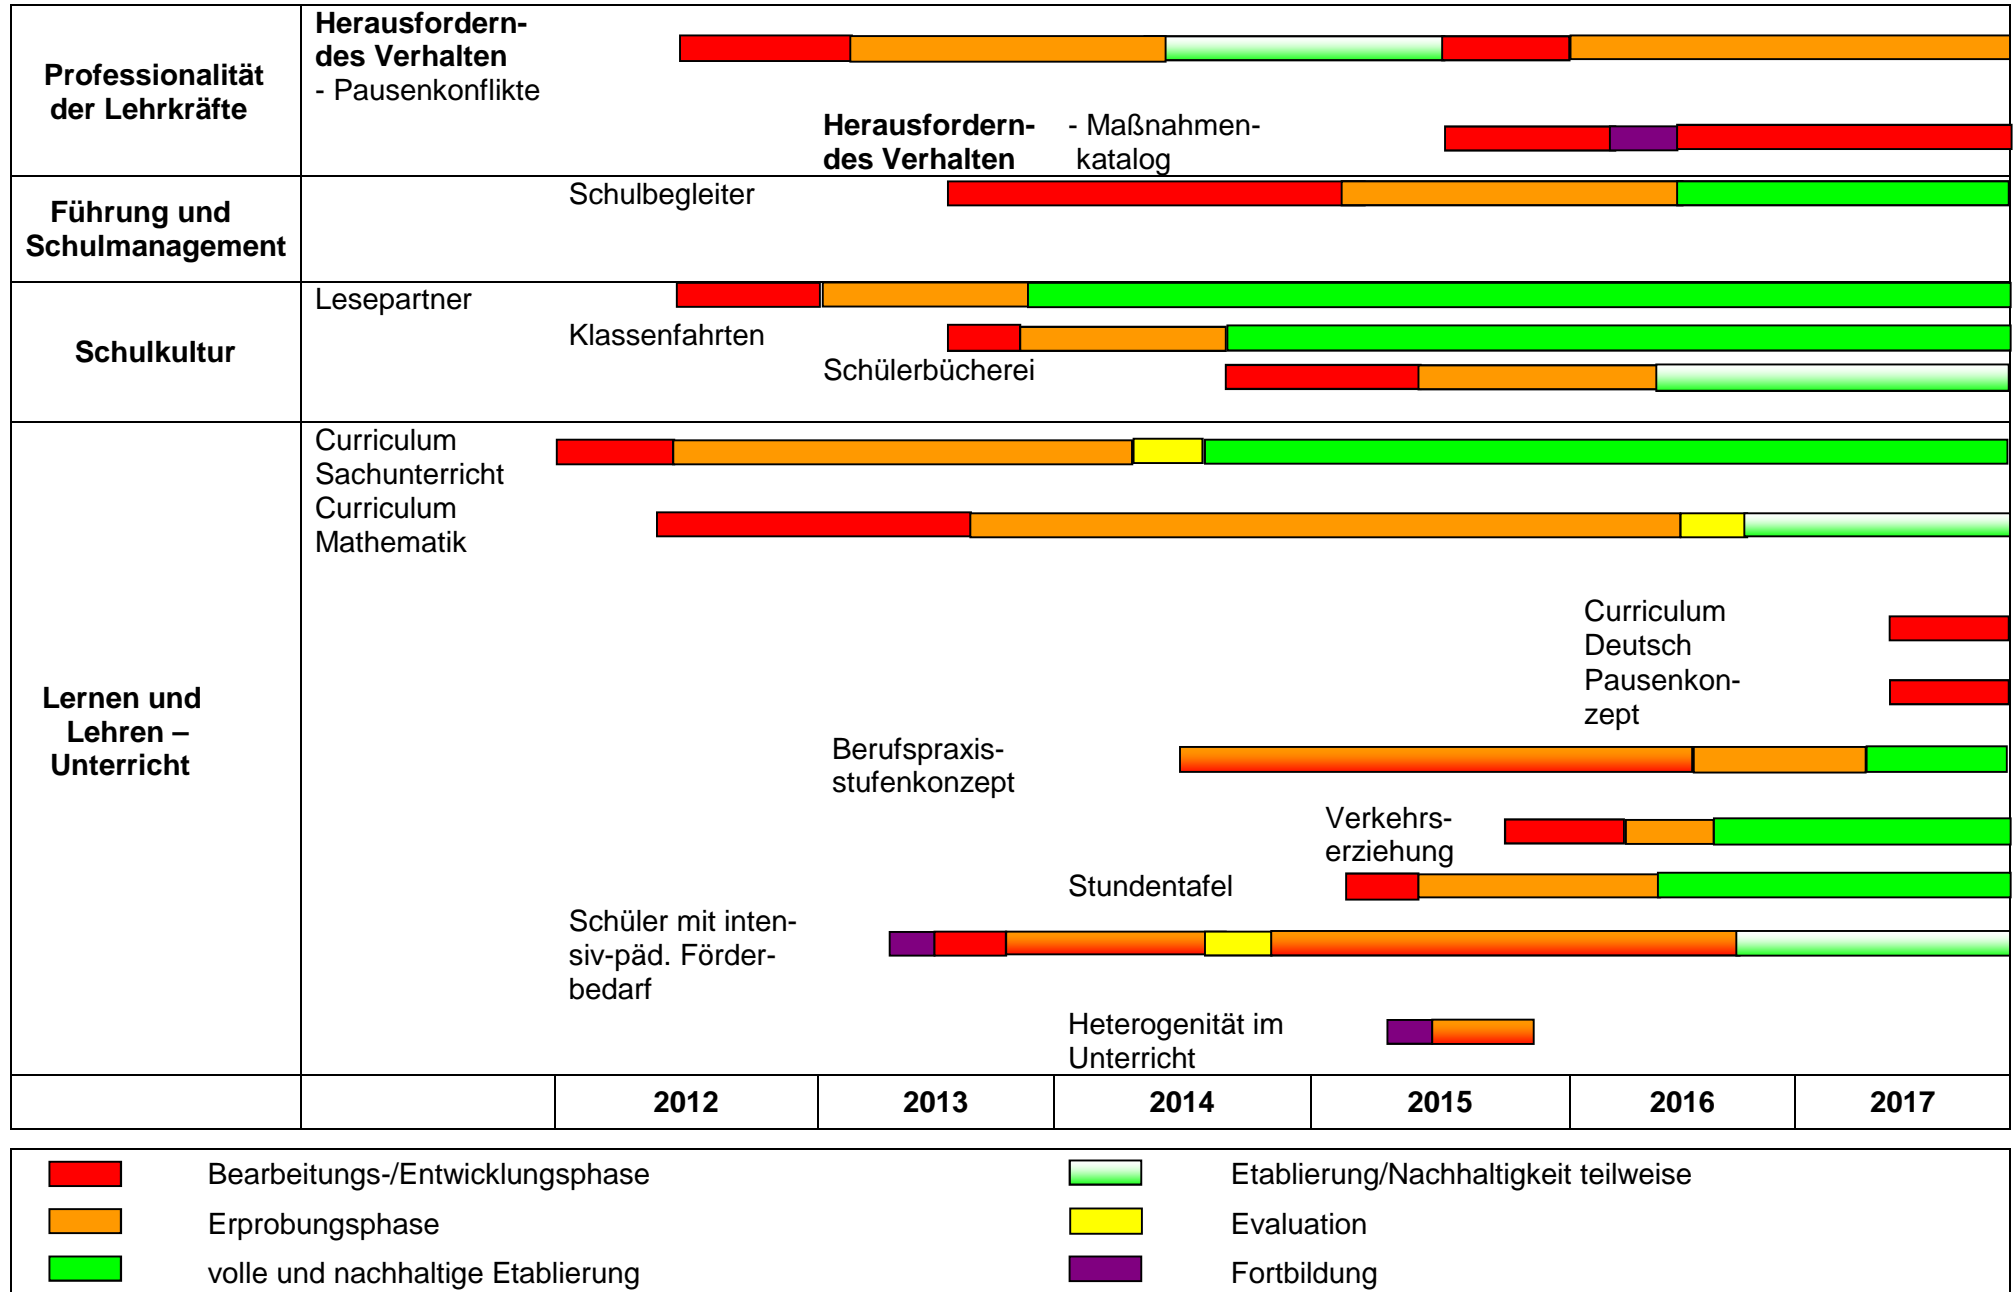 Professionalität
der Lehrkräfte
Herausfordern-
des Verhalten
- Pausenkonflikte
Herausfordern-
des Verhalten
- Maßnahmen-
katalog
Führung und
Schulmanagement
Schulbegleiter
Schulkultur
Lesepartner
Klassenfahrten
Schülerbücherei
Lernen und
Lehren –
Unterricht
Curriculum
Sachunterricht
Curriculum
Mathematik
Curriculum
Deutsch
Pausenkon-
zept
Berufspraxis-
stufenkonzept
Verkehrs-
erziehung
Stundentafel
Schüler mit inten-
siv-päd. Förder-
bedarf
Heterogenität im
Unterricht
2012 2013 2014 2015 2016 2017
Bearbeitungs-/Entwicklungsphase
Etablierung/Nachhaltigkeit teilweise
Erprobungsphase
Evaluation
volle und nachhaltige Etablierung
Fortbildung